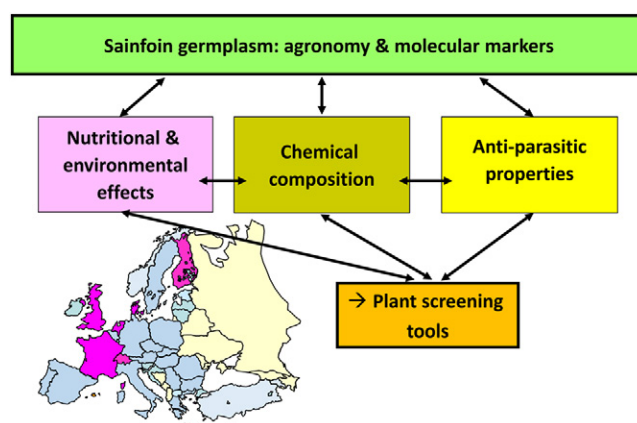 Sainfoin germplasm: agronomy & molecular markers
Nutritional &
environmental
effects
Chemical
composition
Anti-parasitic
properties
→ Plant screening
tools